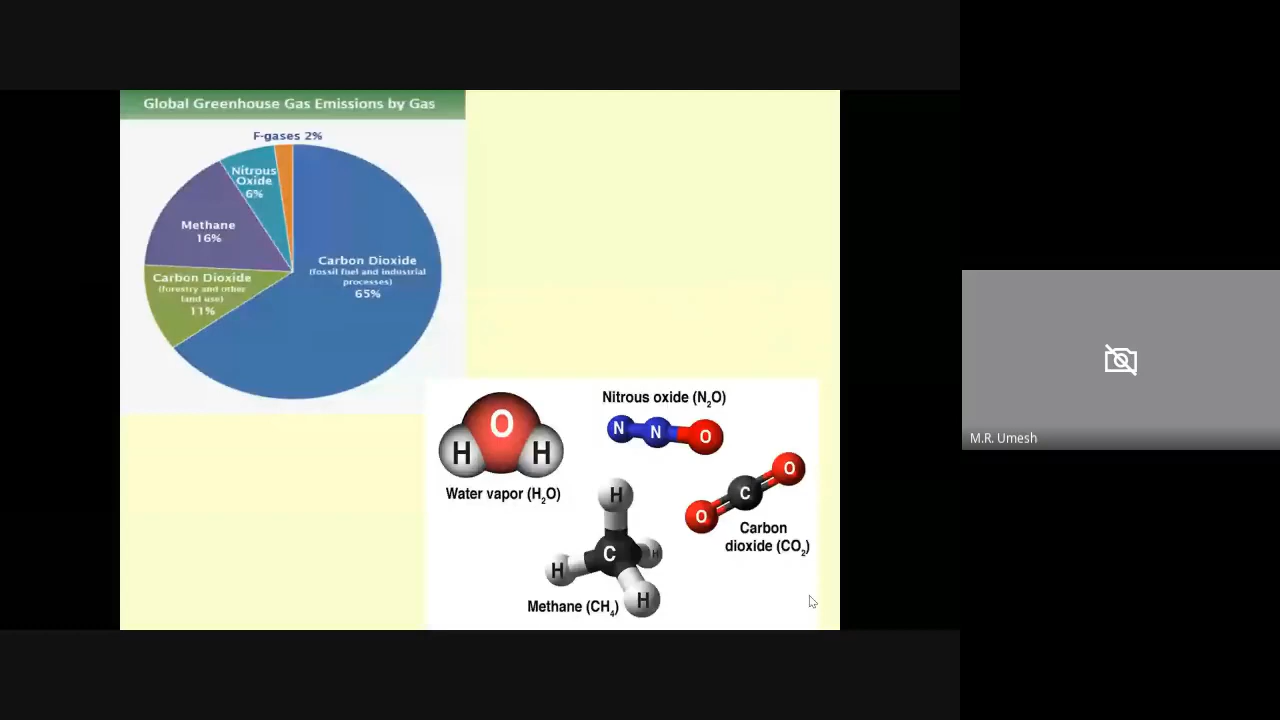 Global Greenhouse Gas Emissions by Gas
F-gases 2%
Nitrous
Oxide
6%
Methane
16%
Carbon Dioxide
(fossil fuel and industrial
processes)
65%
Carbon Dioxide
(forestry and other
land use)
11%
Nitrous oxide (N₂O)
N N O
O
H H
Water vapor (H₂O)
O
C
O
Carbon
dioxide (CO₂)
H
C
H
H
H
Methane (CH₄)
M.R. Umesh